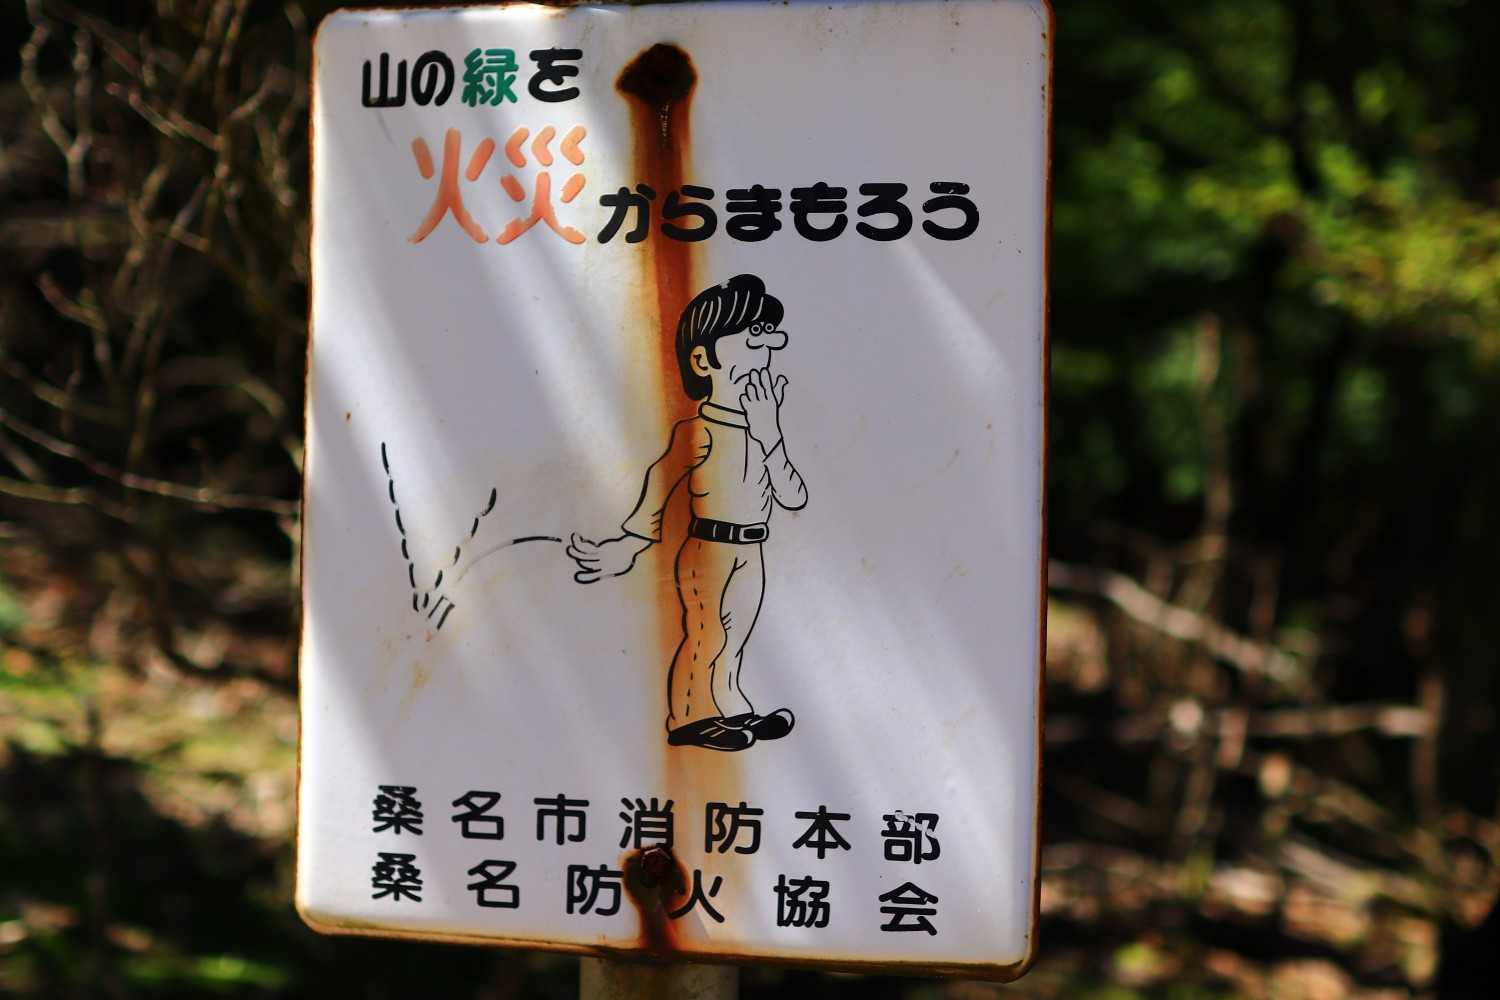 山の緑を
火災からまもろう
桑名市消防本部
桑名防火協会